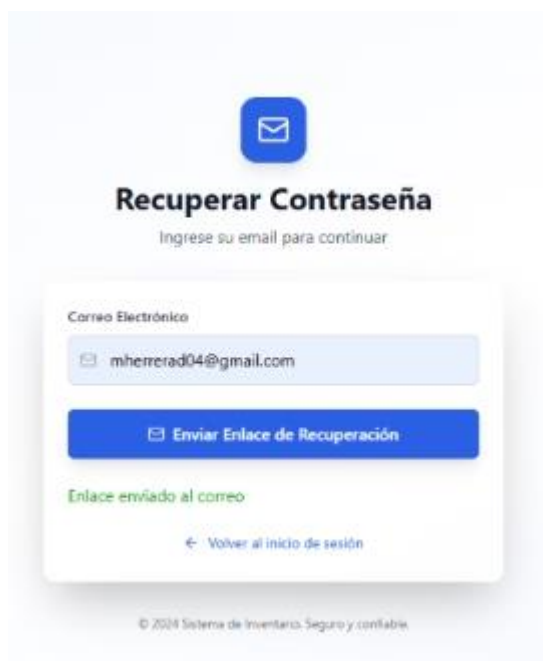 Recuperar Contraseña
Ingrese su email para continuar
Correo Electrónico
mherrerad04@gmail.com
Enviar Enlace de Recuperación
Enlace enviado al correo
← Volver al inicio de sesión
© 2024 Sistema de Inventario. Seguro y confiable.